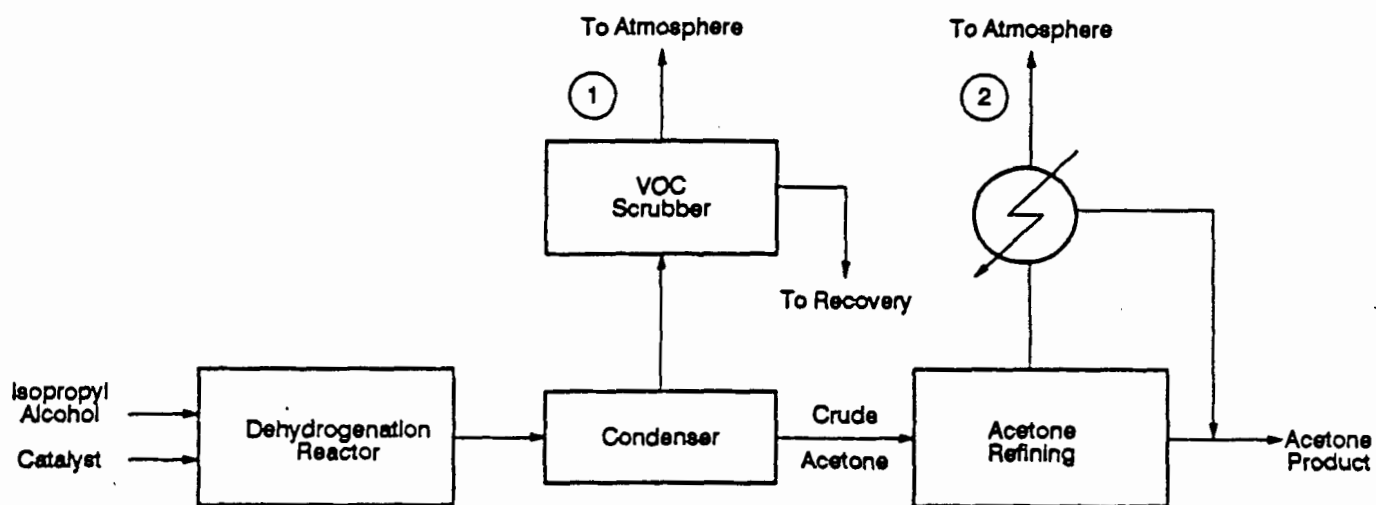 To Atmosphere
To Atmosphere
1
2
VOC
Scrubber
To Recovery
Isopropyl
Alcohol
Catalyst
Dehydrogenation
Reactor
Condenser
Crude
Acetone
Acetone
Refining
Acetone
Product